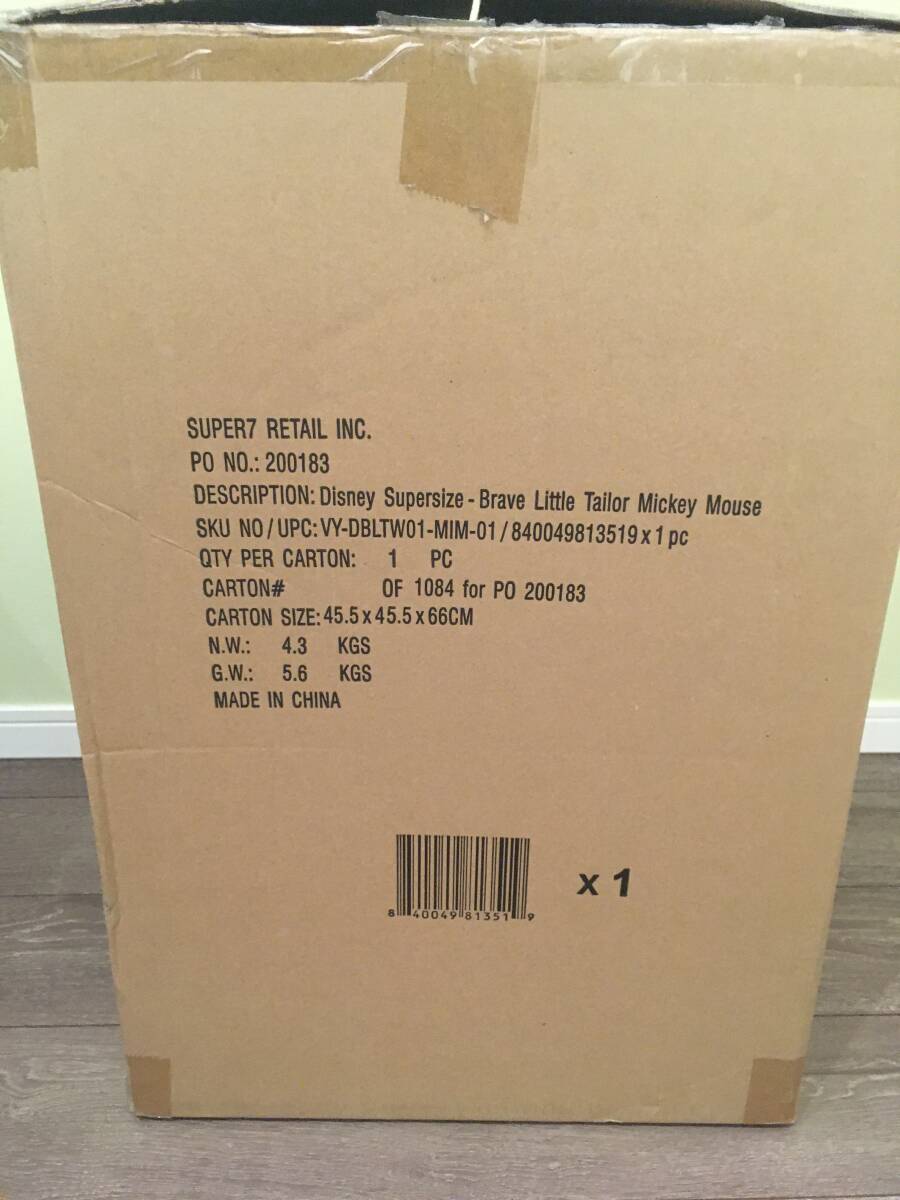 SUPER7 RETAIL INC.
PO NO.: 200183
DESCRIPTION: Disney Supersize - Brave Little Tailor Mickey Mouse
SKU NO / UPC: VY-DBLTW01-MIM-01 / 840049813519 x 1 pc
QTY PER CARTON: 1 PC
CARTON# OF 1084 for PO 200183
CARTON SIZE: 45.5 x 45.5 x 66CM
N.W.: 4.3 KGS
G.W.: 5.6 KGS
MADE IN CHINA
x 1
8 40049 81351 9